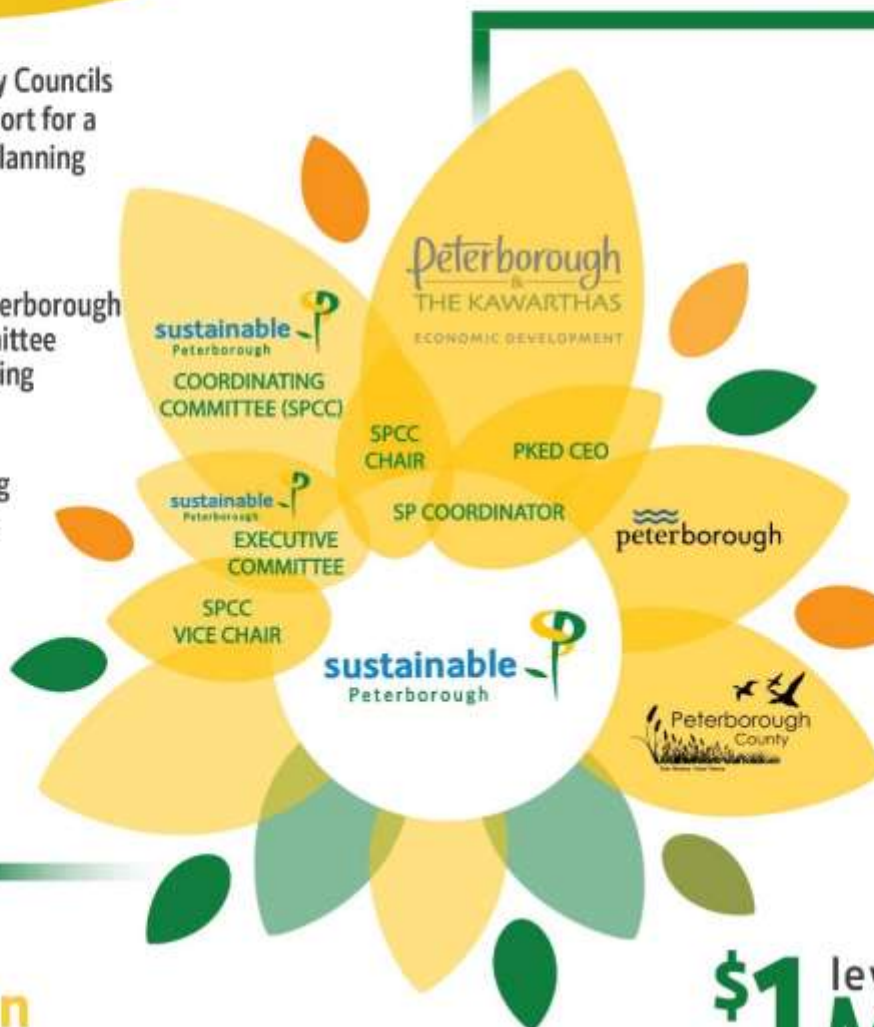 y Councils
ort for a
lanning
erborough
ittee
ing
g
Peterborough
&
THE KAWARTHAS
ECONOMIC DEVELOPMENT
sustainable
Peterborough
COORDINATING
COMMITTEE (SPCC)
SPCC
CHAIR
PKED CEO
sustainable
Peterborough
EXECUTIVE
COMMITTEE
SP COORDINATOR
peterborough
SPCC
VICE CHAIR
sustainable
Peterborough
Peterborough
County
n
$1
lev